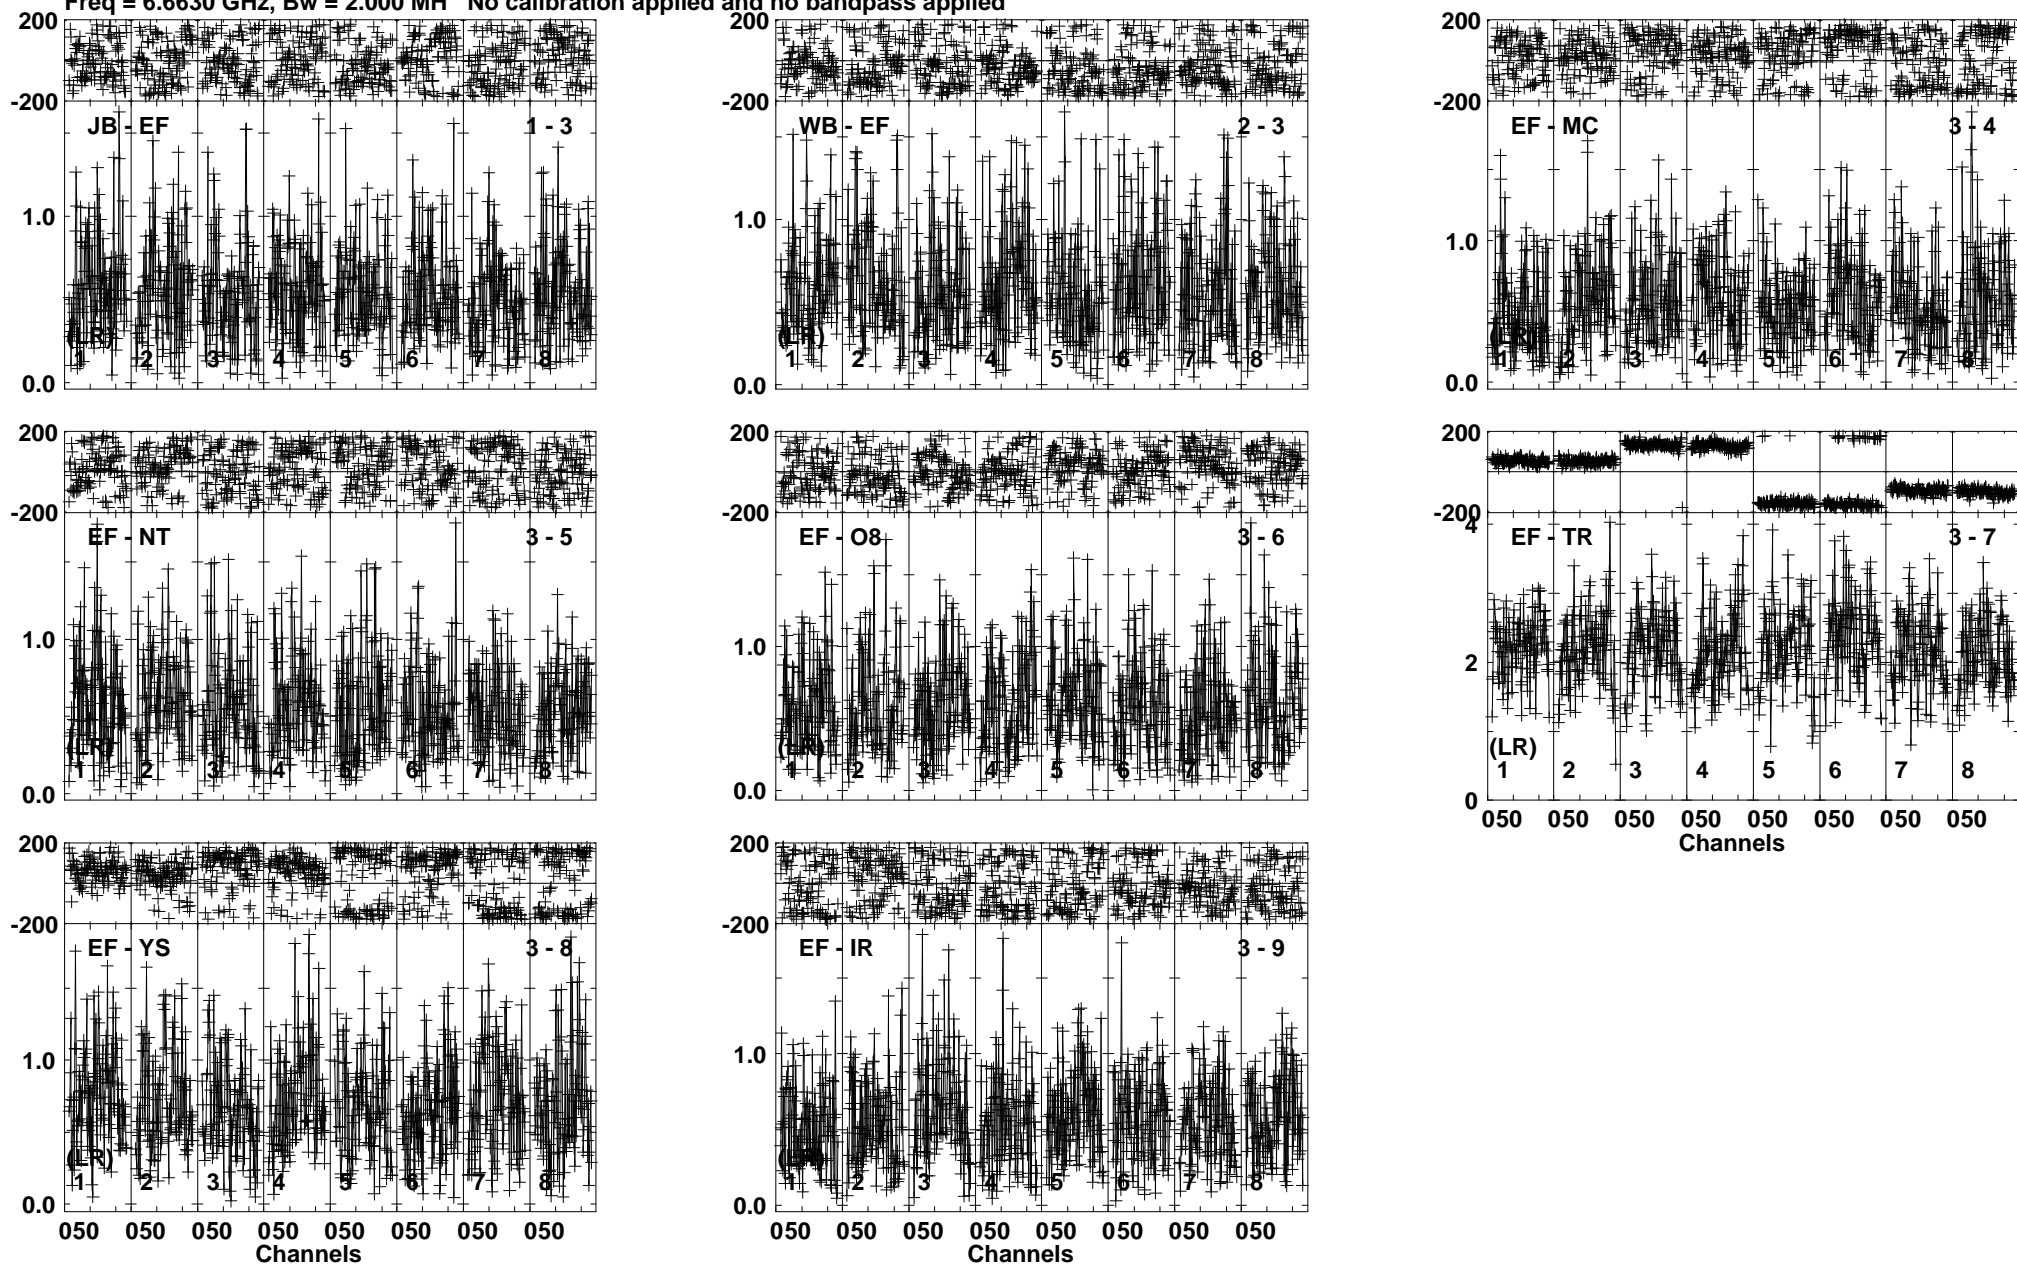 Freq = 6.6630 GHz, Bw = 2.000 MH No calibration applied and no bandpass applied
200 200 200
-200 -200 -200
JB - EF 1 - 3 WB - EF 2 - 3 EF - MC 3 - 4
1.0 1.0 1.0
(LR) (LR) (LR)
1 2 3 4 5 6 7 8 1 2 3 4 5 6 7 8 1 2 3 4 5 6 7 8
0.0 0.0 0.0
200 200 200
-200 -200 -200
4
EF - NT 3 - 5 EF - O8 3 - 6 EF - TR 3 - 7
1.0 1.0 2
(LR) (LR) (LR)
1 2 3 4 5 6 7 8 1 2 3 4 5 6 7 8 1 2 3 4 5 6 7 8
0.0 0.0 0
050 050 050 050 050 050 050 050
Channels
200 200
-200 -200
EF - YS 3 - 8 EF - IR 3 - 9
1.0 1.0
(LR) (LR)
1 2 3 4 5 6 7 8 1 2 3 4 5 6 7 8
0.0 0.0
050 050 050 050 050 050 050 050 050 050 050 050 050 050 050 050
Channels Channels